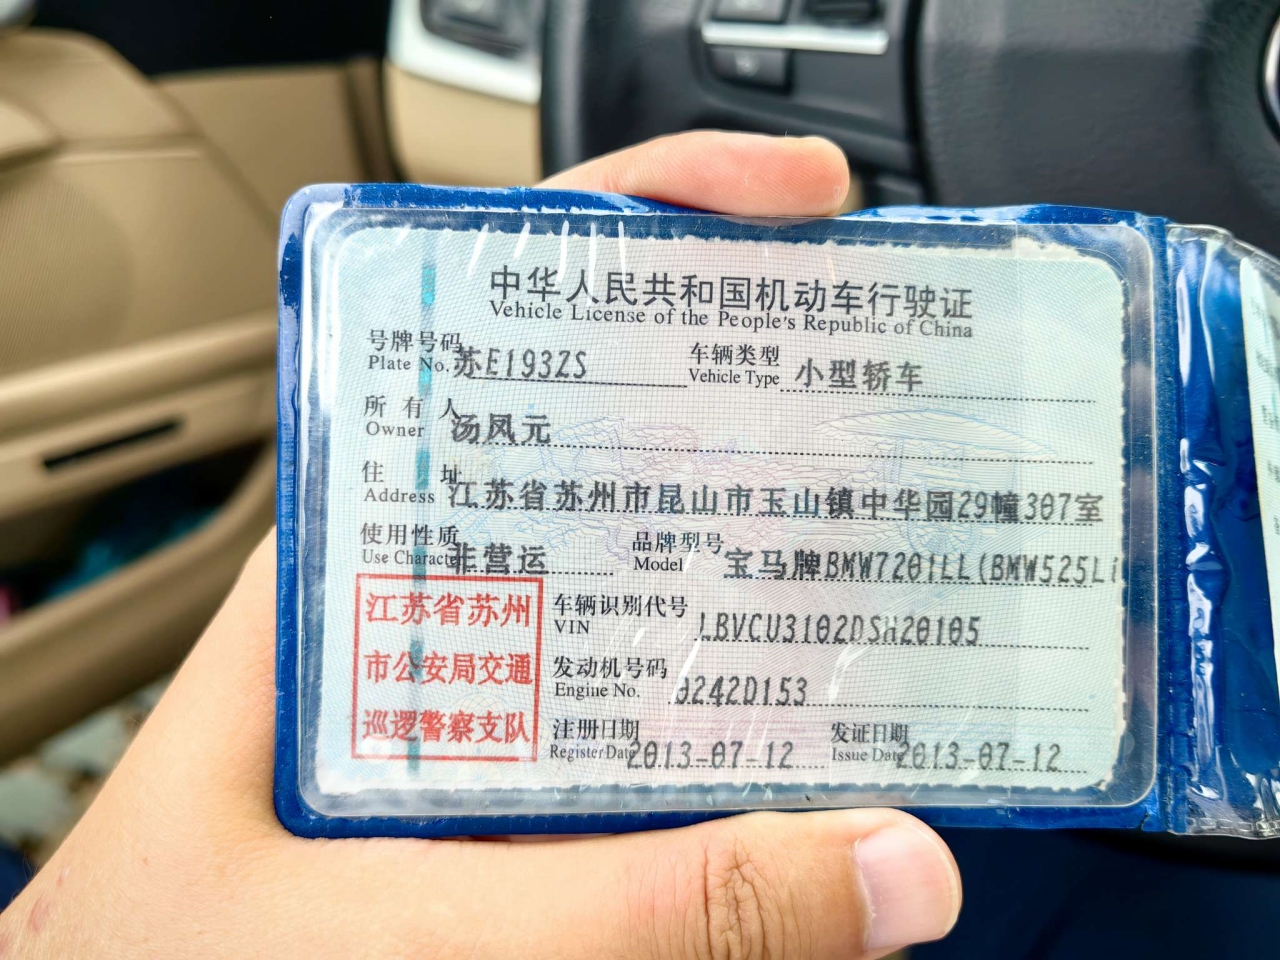 中华人民共和国机动车行驶证
Vehicle License of the People's Republic of China
号牌号码 苏E193ZS 车辆类型 小型轿车
Plate No. Vehicle Type
所有人 汤凤元
Owner
住址 江苏省苏州市昆山市玉山镇中华园29幢307室
Address
使用性质 非营运 品牌型号 宝马牌BMW7201LL(BMW525Li
Use Character Model
江苏省苏州
市公安局交通
巡逻警察支队
车辆识别代号 LBVCU3102DSH20105
VIN
发动机号码 0242D153
Engine No.
注册日期 2013-07-12 发证日期 2013-07-12
Register Date Issue Date